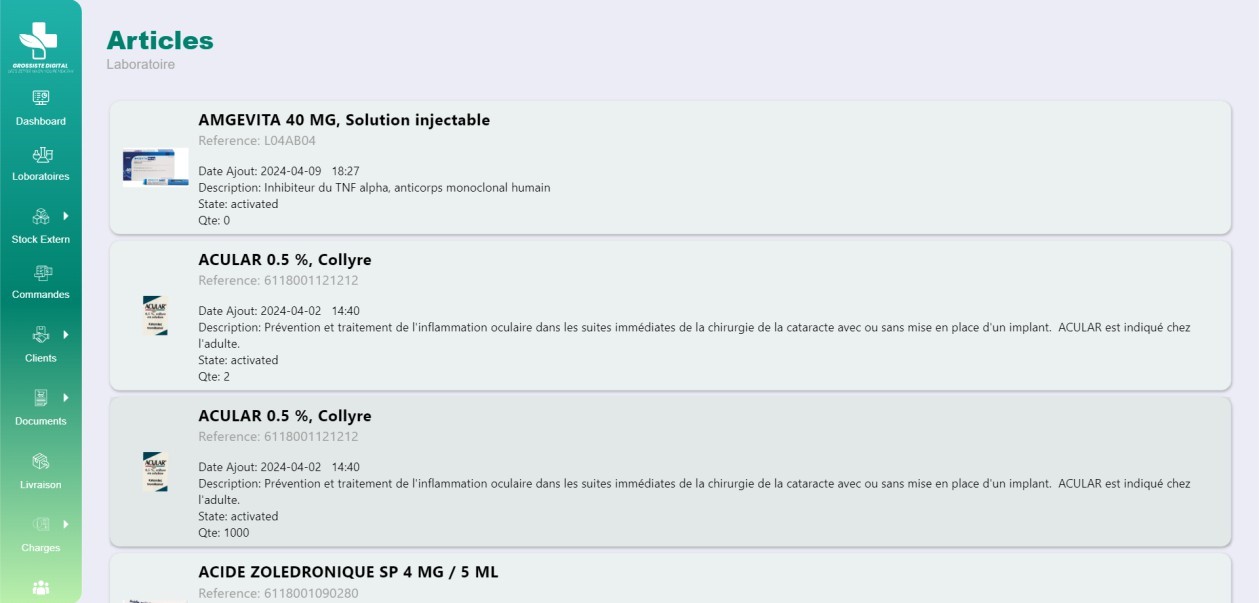 GROSSISTE DIGITAL
Dashboard
Loboratoires
Stock Extern
Commandes
Clients
Documents
Livraison
Charges
Articles
Laboratoire
AMGEVITA 40 MG, Solution injectable
Reference: L04AB04
Date Ajout: 2024-04-09 18:27
Description: Inhibiteur du TNF alpha, anticorps monoclonal humain
State: activated
Qte: 0
ACULAR
ACULAR 0.5 %, Collyre
Reference: 6118001121212
Date Ajout: 2024-04-02 14:40
Description: Prévention et traitement de l'inflammation oculaire dans les suites immédiates de la chirurgie de la cataracte avec ou sans mise en place d'un implant. ACULAR est indiqué chez
l'adulte.
State: activated
Qte: 2
ACULAR
ACULAR 0.5 %, Collyre
Reference: 6118001121212
Date Ajout: 2024-04-02 14:40
Description: Prévention et traitement de l'inflammation oculaire dans les suites immédiates de la chirurgie de la cataracte avec ou sans mise en place d'un implant. ACULAR est indiqué chez
l'adulte.
State: activated
Qte: 1000
ACIDE ZOLEDRONIQUE SP 4 MG / 5 ML
Reference: 6118001090280